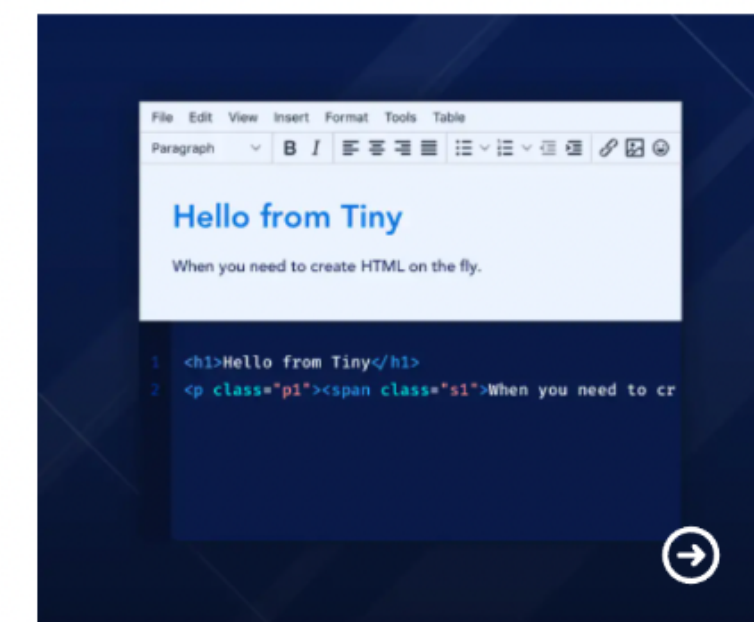 File Edit View Insert Format Tools Table
Paragraph B I
Hello from Tiny
When you need to create HTML on the fly.
1 <h1>Hello from Tiny</h1>
2 <p class="p1"><span class="s1">When you need to cr